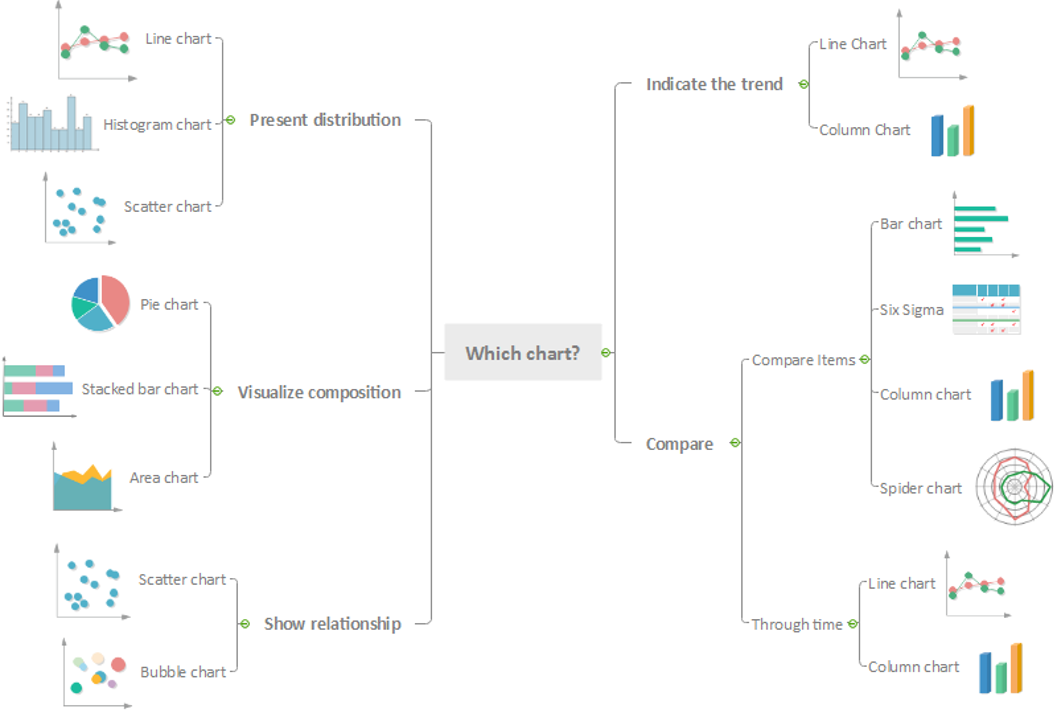 Which chart?
Present distribution
Line chart
Histogram chart
Scatter chart
Visualize composition
Pie chart
Stacked bar chart
Area chart
Show relationship
Scatter chart
Bubble chart
Indicate the trend
Line Chart
Column Chart
Compare
Compare Items
Bar chart
Six Sigma
Column chart
Spider chart
Through time
Line chart
Column chart